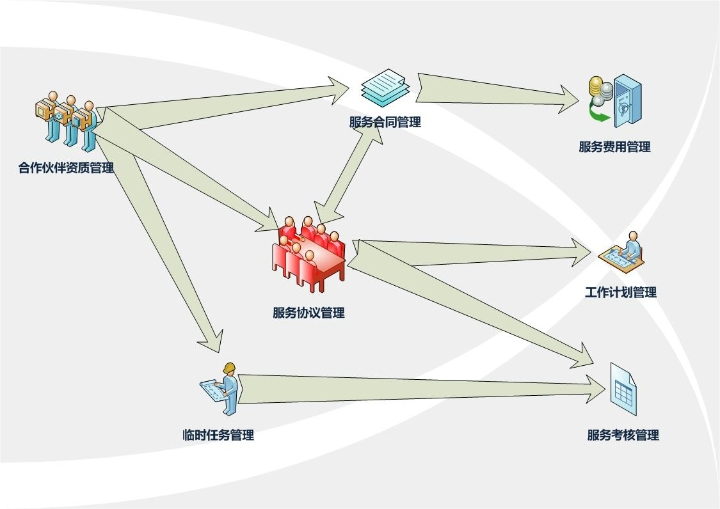 服务合同管理
服务费用管理
合作伙伴资质管理
工作计划管理
服务协议管理
临时任务管理
服务考核管理